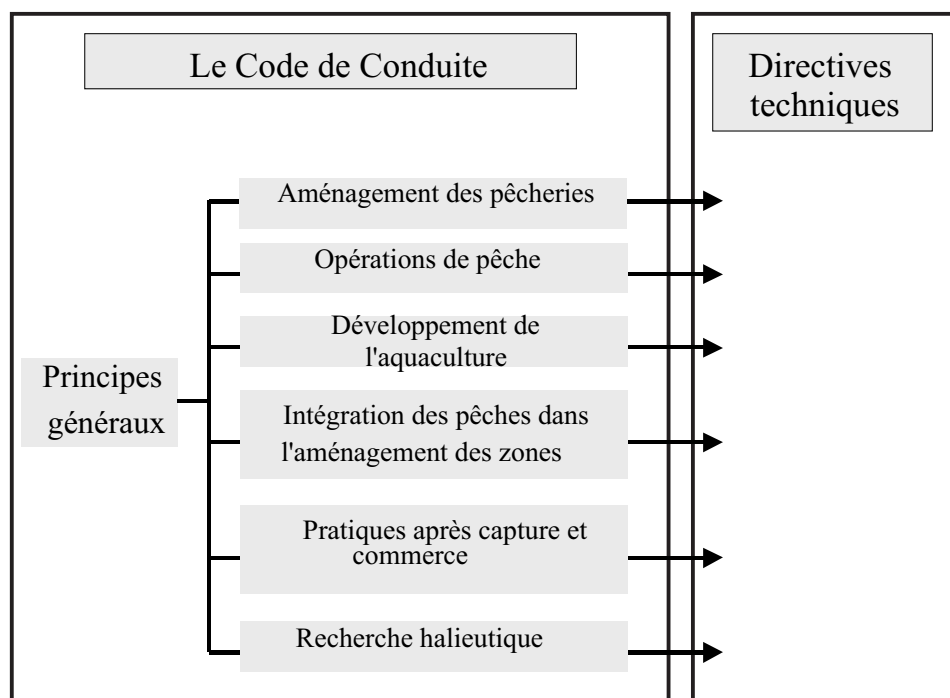 Le Code de Conduite
Directives
techniques
Aménagement des pêcheries
Opérations de pêche
Développement de
l'aquaculture
Principes
généraux
Intégration des pêches dans
l'aménagement des zones
Pratiques après capture et
commerce
Recherche halieutique